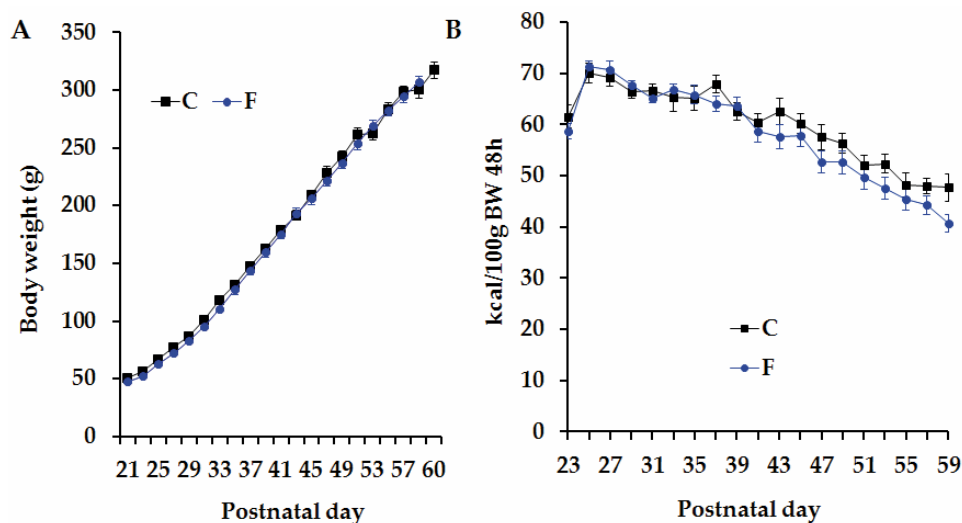 A
Body weight (g)
350
300
250
200
150
100
50
0
C F
21 25 29 33 37 41 45 49 53 57 60
Postnatal day
B
kcal/100g BW 48h
80
70
60
50
40
30
20
10
0
C
F
23 27 31 35 39 43 47 51 55 59
Postnatal day